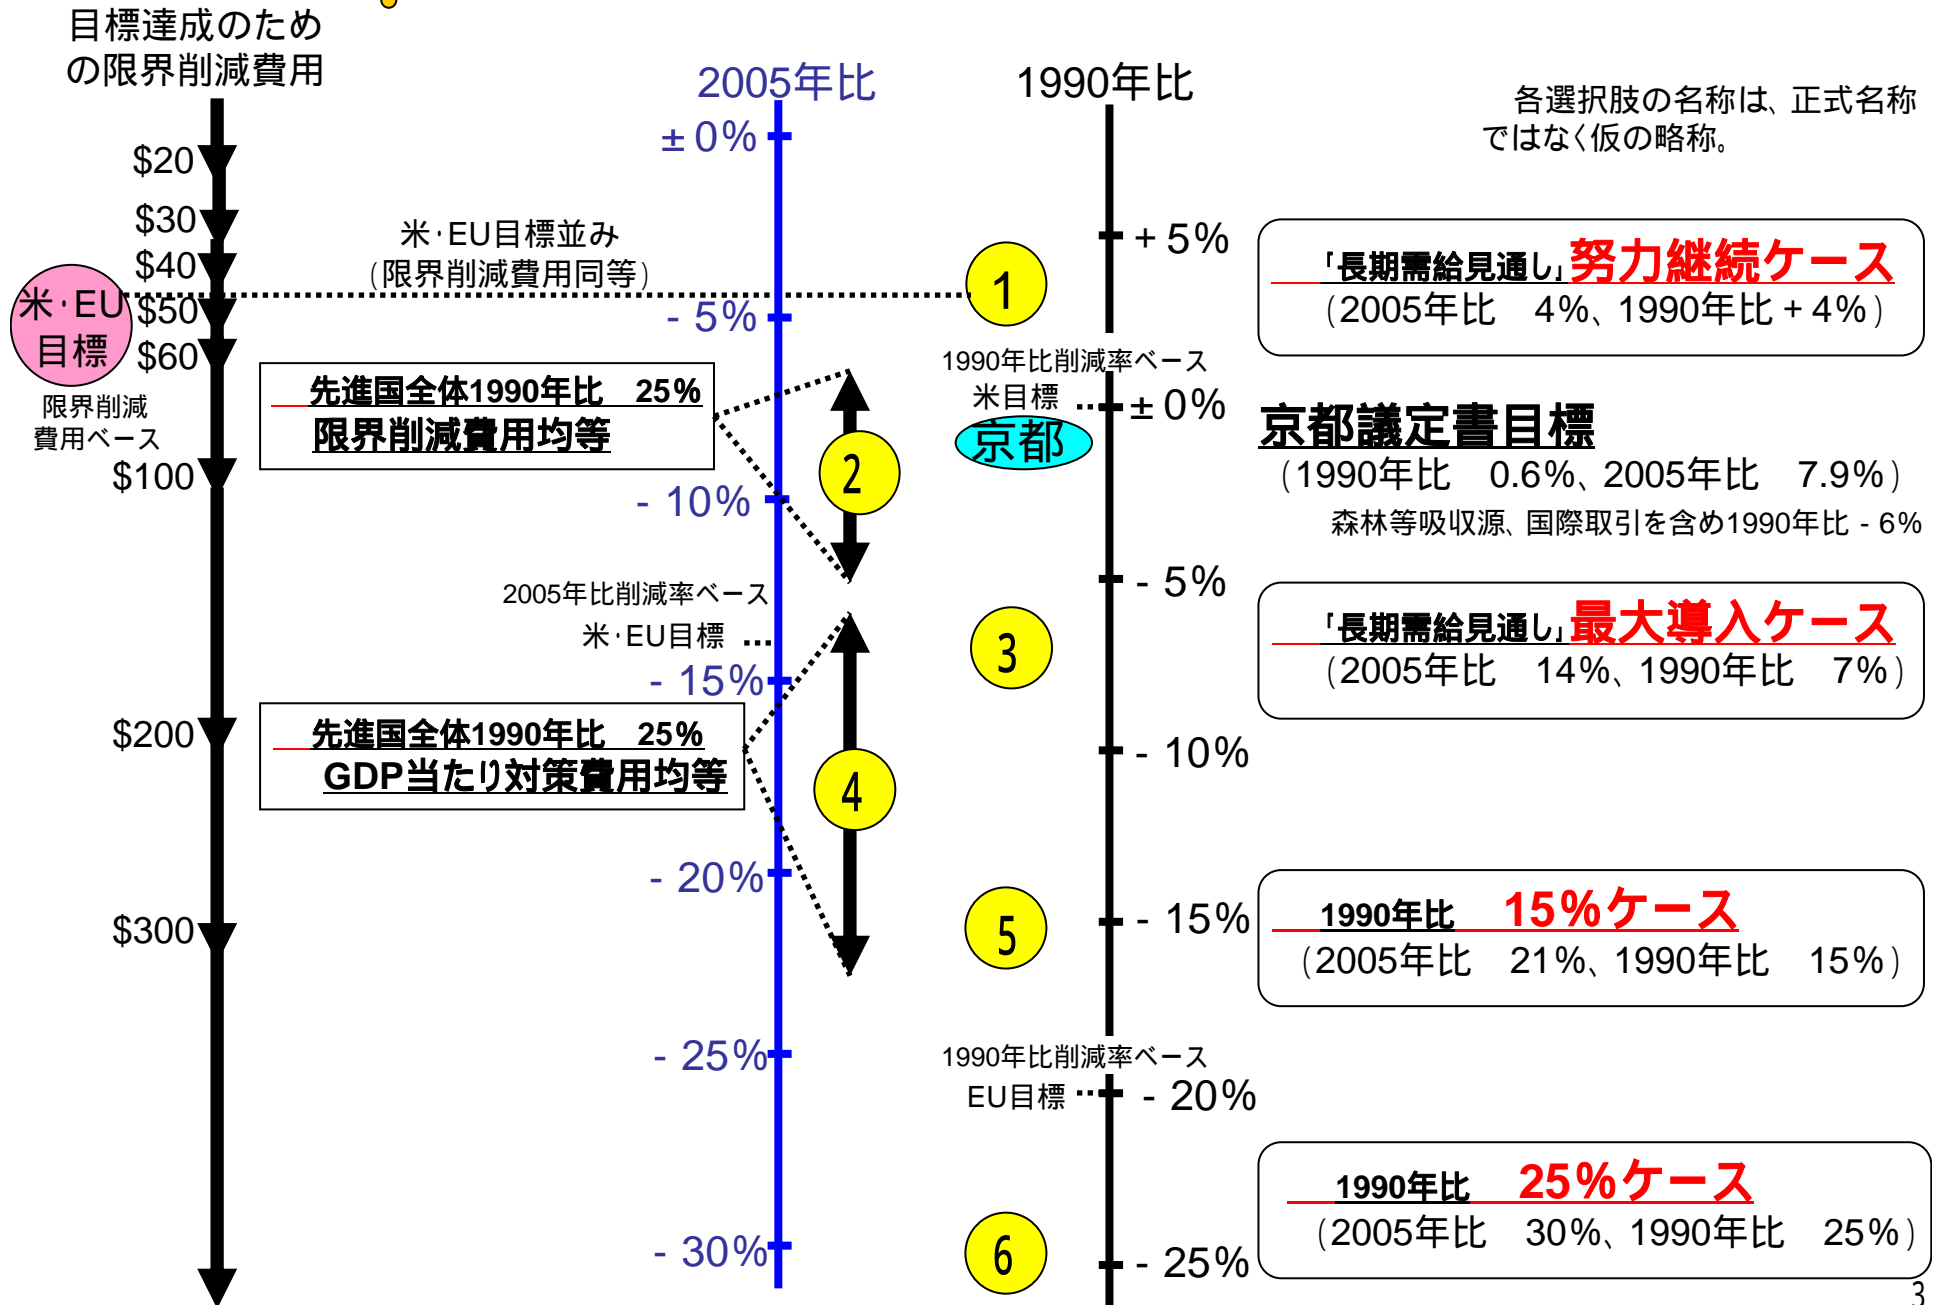 目標達成のため
の限界削減費用
2005年比
1990年比
各選択肢の名称は、正式名称
ではなく仮の略称。
$20
$30
$40
$50
$60
$100
$200
$300
米・EU
目標
限界削減
費用ベース
米・EU目標並み
(限界削減費用同等)
± 0%
- 5%
- 10%
- 15%
- 20%
- 25%
- 30%
先進国全体1990年比 25%
限界削減費用均等
2005年比削減率ベース
米・EU目標
先進国全体1990年比 25%
GDP当たり対策費用均等
1
2
3
4
5
6
1990年比削減率ベース
米目標
京都
1990年比削減率ベース
EU目標
+ 5%
± 0%
- 5%
- 10%
- 15%
- 20%
- 25%
「長期需給見通し」努力継続ケース
(2005年比 4%、1990年比 + 4%)
京都議定書目標
(1990年比 0.6%、2005年比 7.9%)
森林等吸収源、国際取引を含め1990年比 - 6%
「長期需給見通し」最大導入ケース
(2005年比 14%、1990年比 7%)
1990年比 15%ケース
(2005年比 21%、1990年比 15%)
1990年比 25%ケース
(2005年比 30%、1990年比 25%)
3